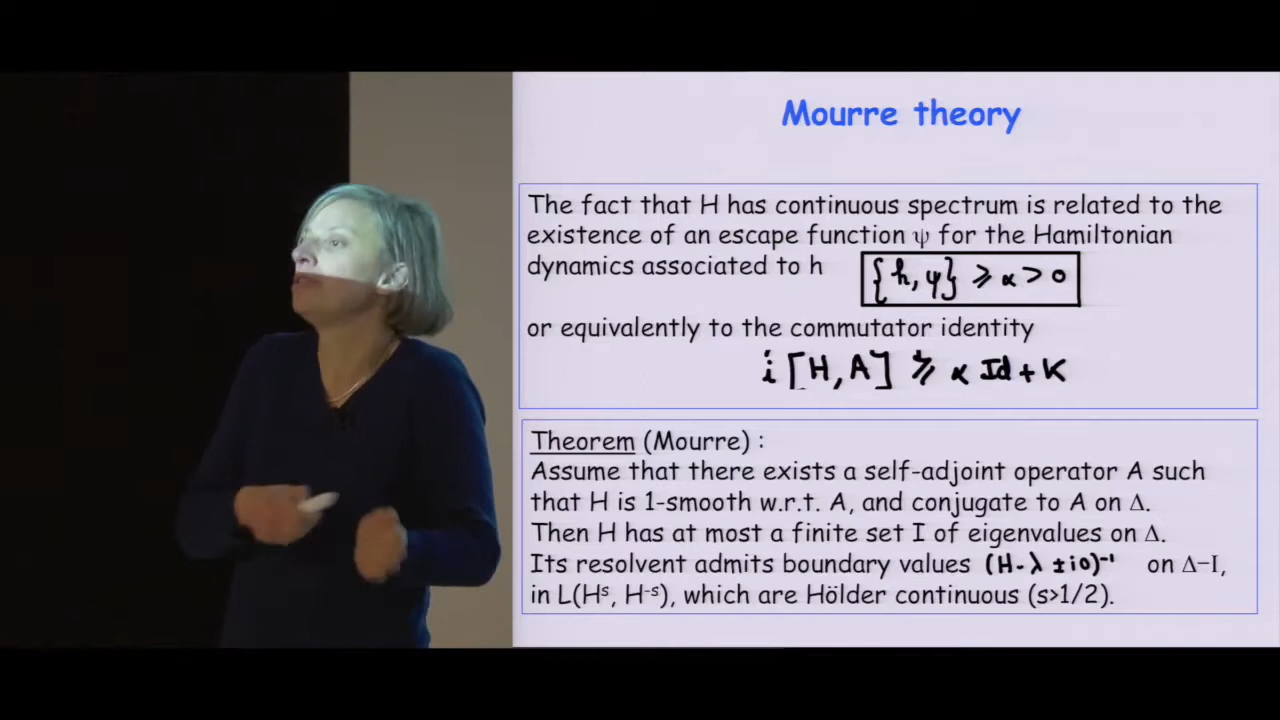 Mourre theory
The fact that H has continuous spectrum is related to the
existence of an escape function ψ for the Hamiltonian
dynamics associated to h {h, ψ} ⩾ α > 0
or equivalently to the commutator identity
i [H, A] ⩾ α Id + K
Theorem (Mourre) :
Assume that there exists a self-adjoint operator A such
that H is 1-smooth w.r.t. A, and conjugate to A on Δ.
Then H has at most a finite set I of eigenvalues on Δ.
Its resolvent admits boundary values (H - λ ± i0)⁻¹ on Δ–I,
in L(Hˢ, H⁻ˢ), which are Hölder continuous (s>1/2).